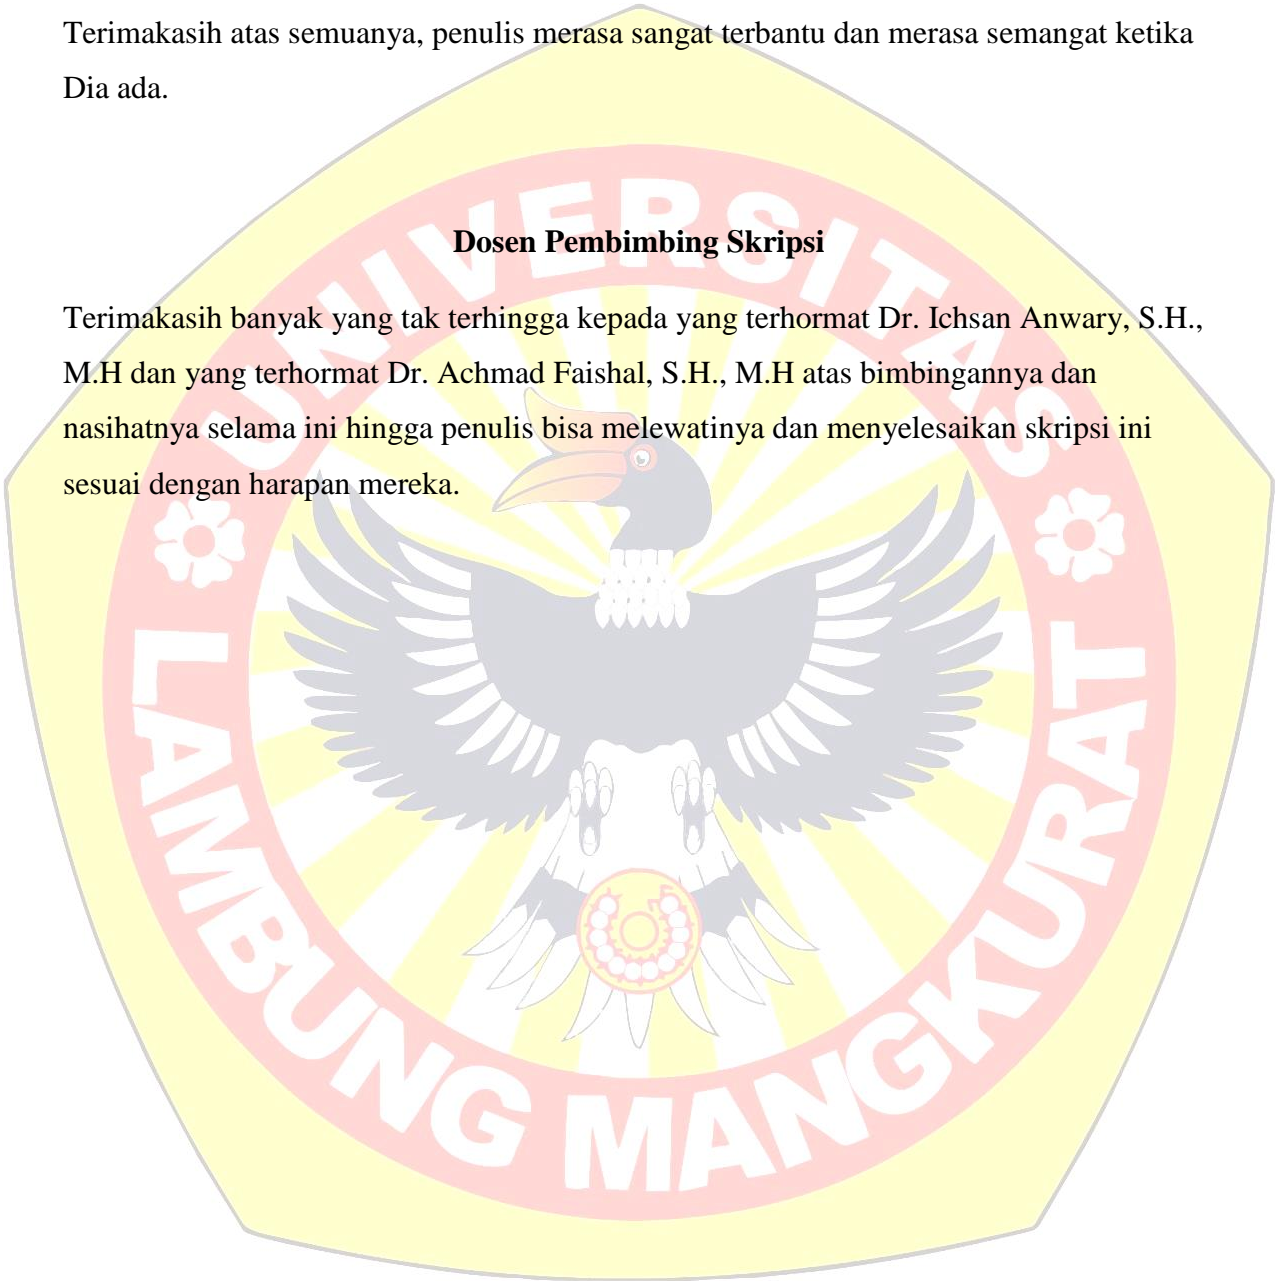 Terimakasih atas semuanya, penulis merasa sangat terbantu dan merasa semangat ketika
Dia ada.
Dosen Pembimbing Skripsi
Terimakasih banyak yang tak terhingga kepada yang terhormat Dr. Ichsan Anwary, S.H.,
M.H dan yang terhormat Dr. Achmad Faishal, S.H., M.H atas bimbingannya dan
nasihatnya selama ini hingga penulis bisa melewatinya dan menyelesaikan skripsi ini
sesuai dengan harapan mereka.
UNIVERSITAS
LAMBUNG MANGKURAT